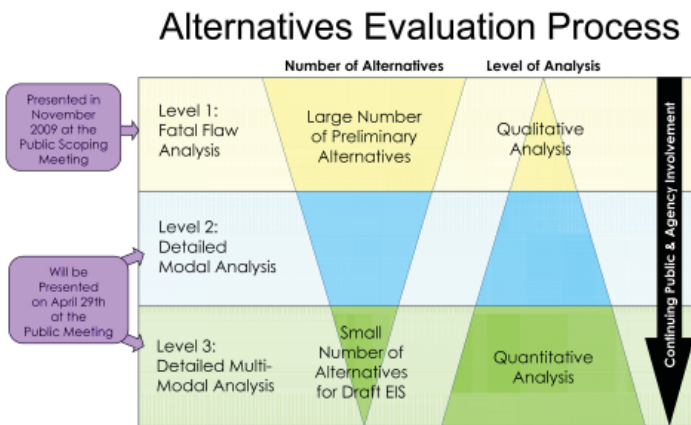 Alternatives Evaluation Process
Number of Alternatives
Level of Analysis
Presented in
November
2009 at the
Public Scoping
Meeting
Level 1:
Fatal Flaw
Analysis
Large Number
of Preliminary
Alternatives
Qualitative
Analysis
Level 2:
Detailed
Modal Analysis
Will be
Presented
on April 29th
at the
Public Meeting
Level 3:
Detailed Multi-
Modal Analysis
Small
Number of
Alternatives
for Draft EIS
Quantitative
Analysis
Continuing Public & Agency Involvement